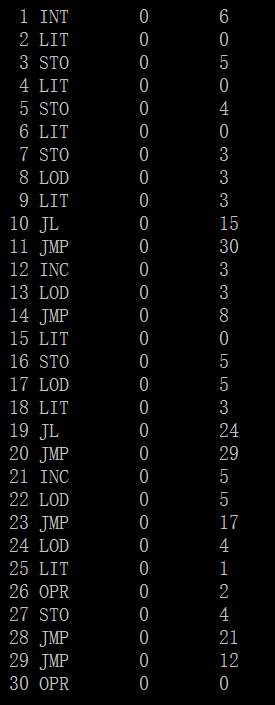 1 INT 0 6
2 LIT 0 0
3 STO 0 5
4 LIT 0 0
5 STO 0 4
6 LIT 0 0
7 STO 0 3
8 LOD 0 3
9 LIT 0 3
10 JL 0 15
11 JMP 0 30
12 INC 0 3
13 LOD 0 3
14 JMP 0 8
15 LIT 0 0
16 STO 0 5
17 LOD 0 5
18 LIT 0 3
19 JL 0 24
20 JMP 0 29
21 INC 0 5
22 LOD 0 5
23 JMP 0 17
24 LOD 0 4
25 LIT 0 1
26 OPR 0 2
27 STO 0 4
28 JMP 0 21
29 JMP 0 12
30 OPR 0 0